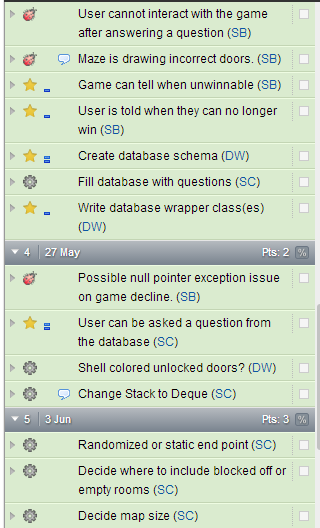 User cannot interact with the game
after answering a question (SB)
Maze is drawing incorrect doors. (SB)
Game can tell when unwinnable (SB)
User is told when they can no longer
win (SB)
Create database schema (DW)
Fill database with questions (SC)
Write database wrapper class(es)
(DW)
4 27 May Pts: 2 %
Possible null pointer exception issue
on game decline. (SB)
User can be asked a question from
the database (SC)
Shell colored unlocked doors? (DW)
Change Stack to Deque (SC)
5 3 Jun Pts: 3 %
Randomized or static end point (SC)
Decide where to include blocked off or
empty rooms (SC)
Decide map size (SC)